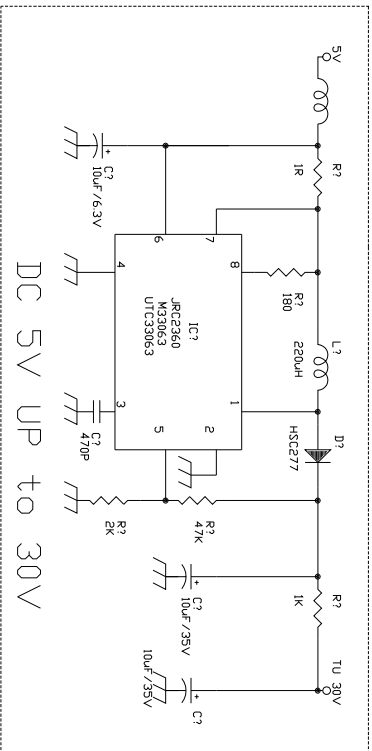 5V
R?
1R
R?
180
L?
220uH
D?
HSC277
R?
1K
TU 30V
C?
10uF/6.3V
6
7
8
1
4
3
5
2
IC?
JRC2360
M33063
UTC33063
C?
470P
R?
2K
R?
47K
C?
10uF/35V
C?
10uF/35V
DC 5V UP to 30V